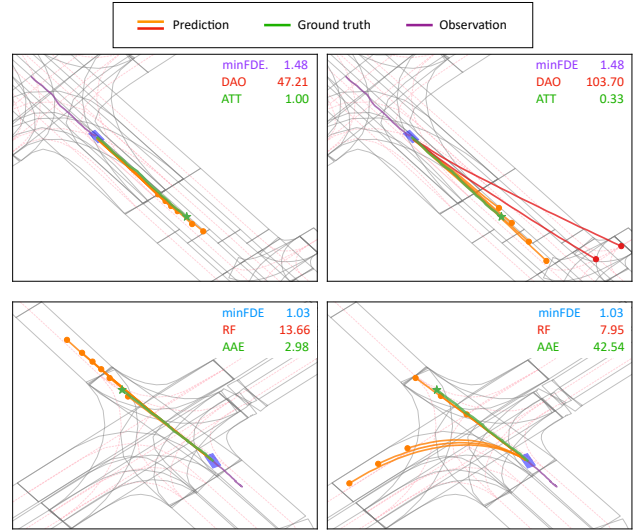 Prediction Ground truth Observation
minFDE. 1.48
DAO 47.21
ATT 1.00
minFDE 1.48
DAO 103.70
ATT 0.33
minFDE 1.03
RF 13.66
AAE 2.98
minFDE 1.03
RF 7.95
AAE 42.54